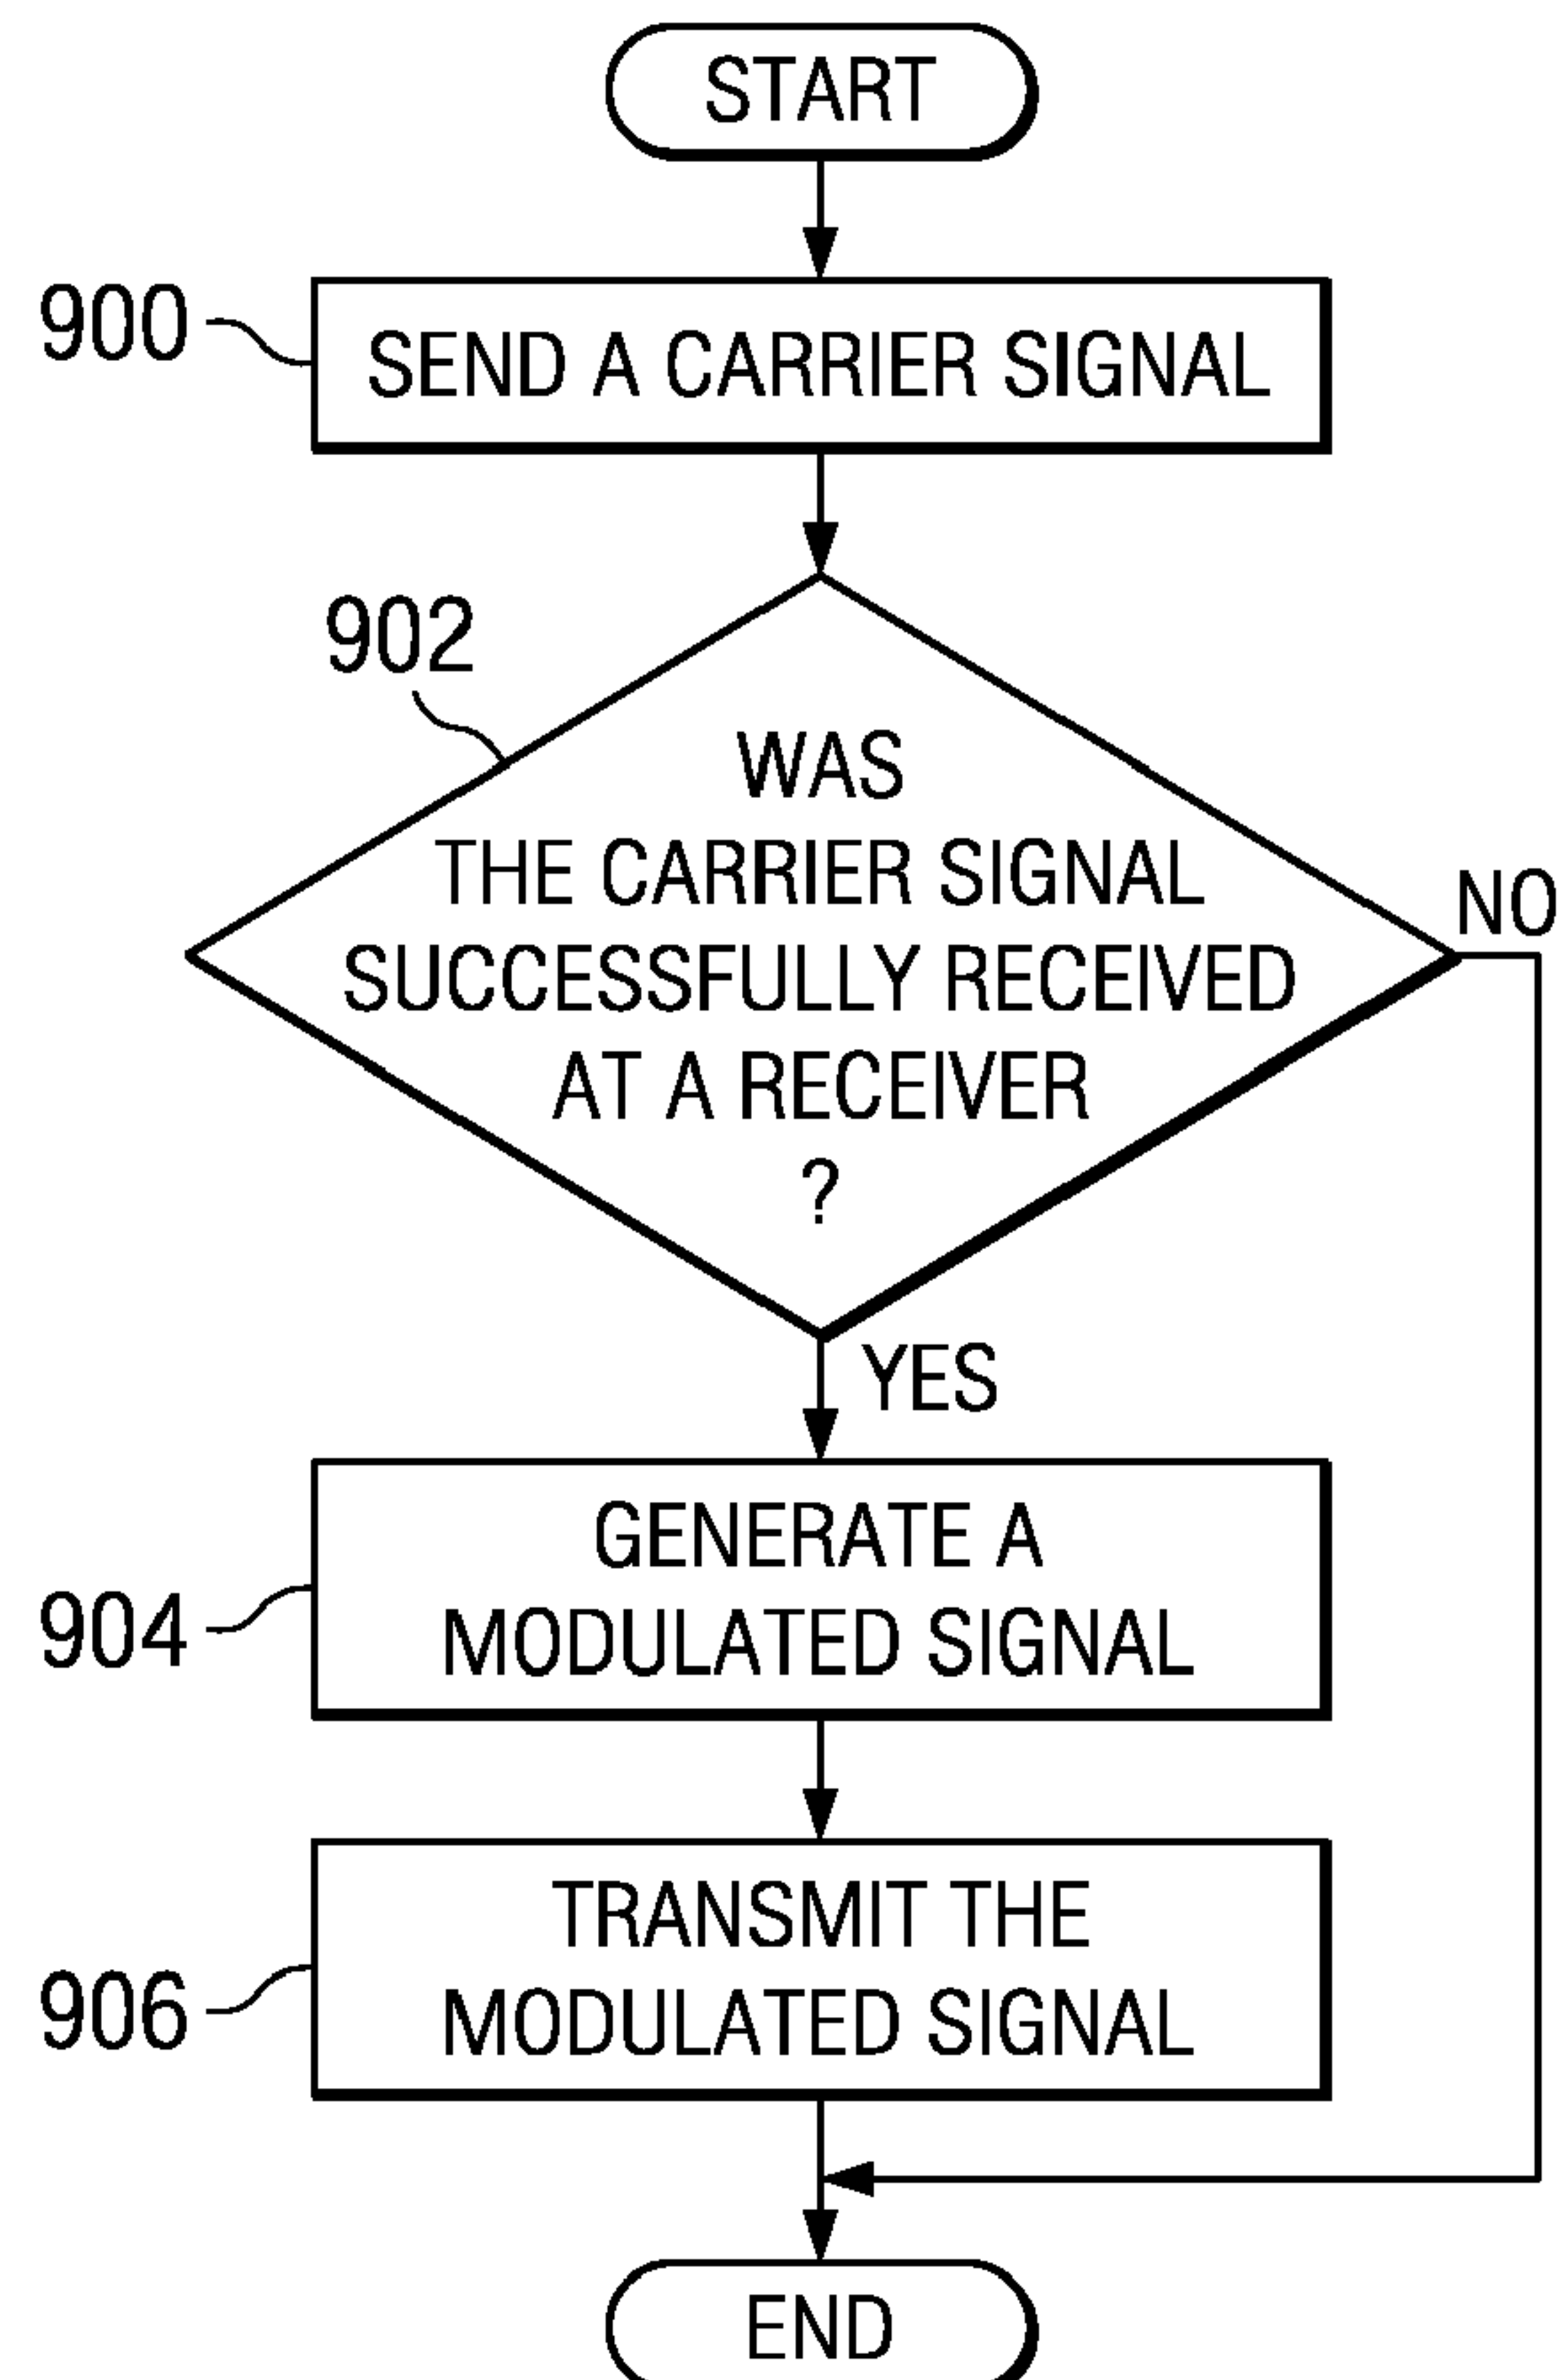 START
900
SEND A CARRIER SIGNAL
902
WAS
THE CARRIER SIGNAL
SUCCESSFULLY RECEIVED
AT A RECEIVER
?
NO
YES
904
GENERATE A
MODULATED SIGNAL
906
TRANSMIT THE
MODULATED SIGNAL
END